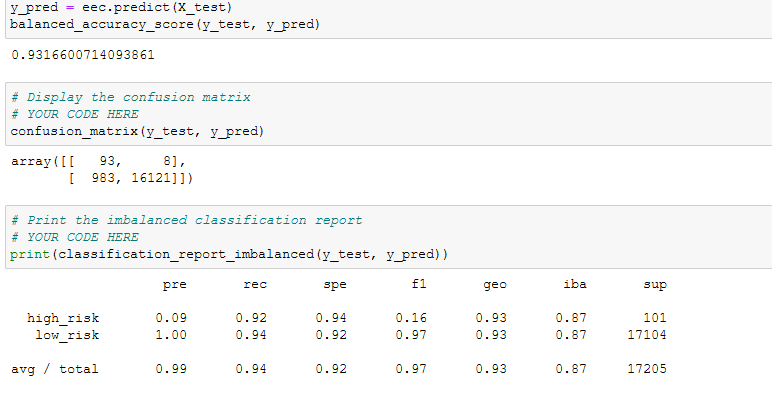 y_pred = eec.predict(X_test)
balanced_accuracy_score(y_test, y_pred)
0.9316600714093861
# Display the confusion matrix
# YOUR CODE HERE
confusion_matrix(y_test, y_pred)
array([[   93,     8],
       [  983, 16121]])
# Print the imbalanced classification report
# YOUR CODE HERE
print(classification_report_imbalanced(y_test, y_pred))
pre rec spe f1 geo iba sup
high_risk 0.09 0.92 0.94 0.16 0.93 0.87 101
low_risk 1.00 0.94 0.92 0.97 0.93 0.87 17104
avg / total 0.99 0.94 0.92 0.97 0.93 0.87 17205